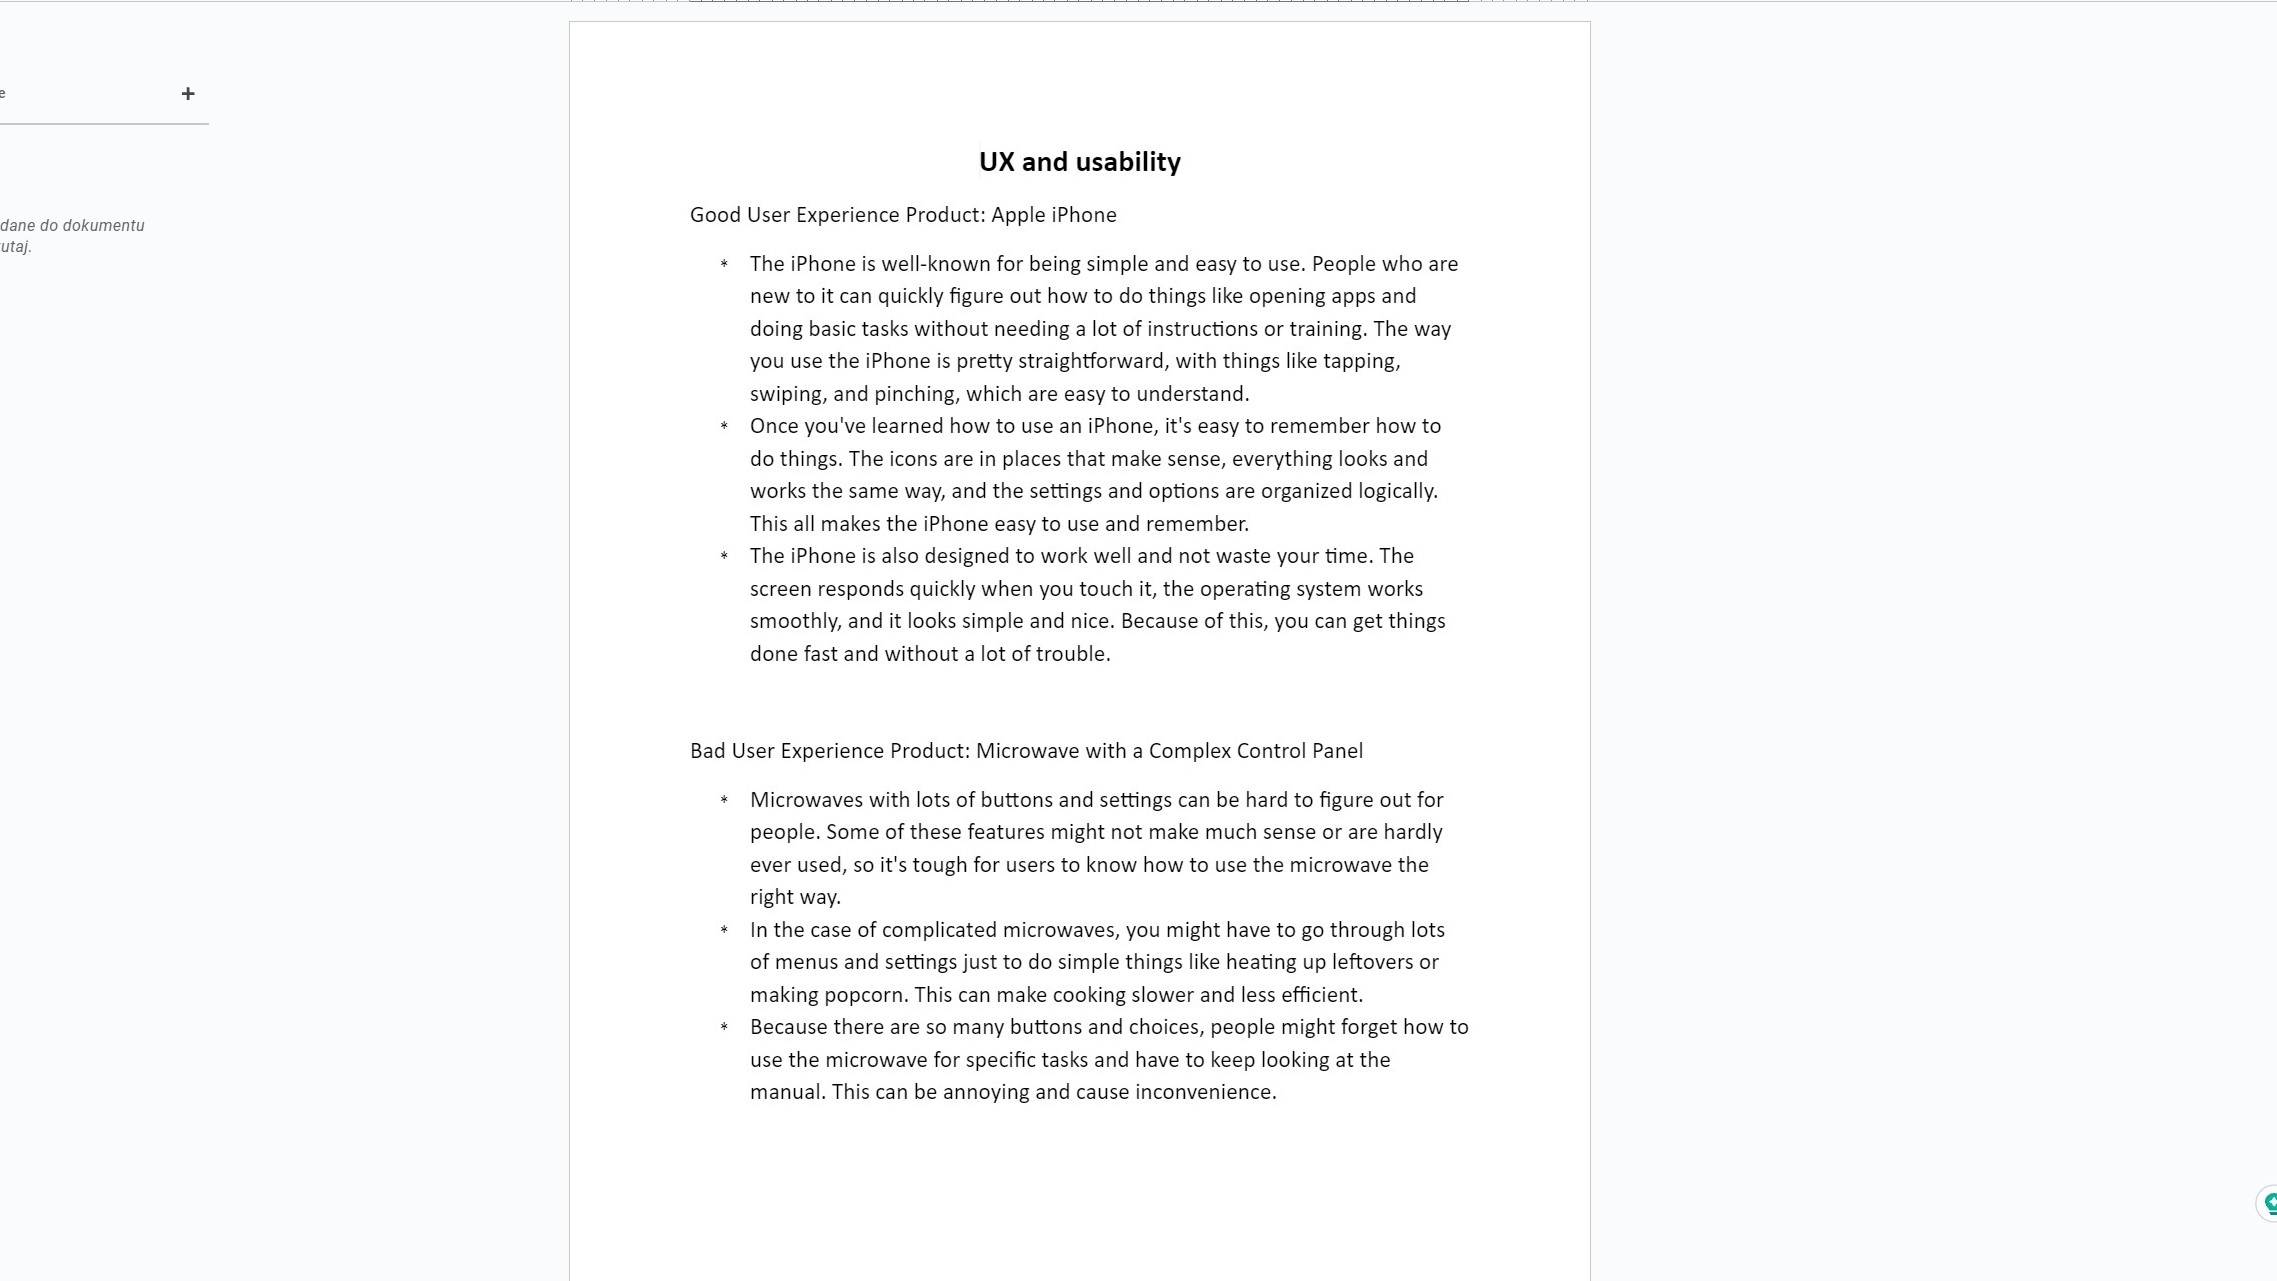 e
+
dane do dokumentu
utaj.
UX and usability
Good User Experience Product: Apple iPhone
* The iPhone is well-known for being simple and easy to use. People who are
new to it can quickly figure out how to do things like opening apps and
doing basic tasks without needing a lot of instructions or training. The way
you use the iPhone is pretty straightforward, with things like tapping,
swiping, and pinching, which are easy to understand.
* Once you've learned how to use an iPhone, it's easy to remember how to
do things. The icons are in places that make sense, everything looks and
works the same way, and the settings and options are organized logically.
This all makes the iPhone easy to use and remember.
* The iPhone is also designed to work well and not waste your time. The
screen responds quickly when you touch it, the operating system works
smoothly, and it looks simple and nice. Because of this, you can get things
done fast and without a lot of trouble.
Bad User Experience Product: Microwave with a Complex Control Panel
* Microwaves with lots of buttons and settings can be hard to figure out for
people. Some of these features might not make much sense or are hardly
ever used, so it's tough for users to know how to use the microwave the
right way.
* In the case of complicated microwaves, you might have to go through lots
of menus and settings just to do simple things like heating up leftovers or
making popcorn. This can make cooking slower and less efficient.
* Because there are so many buttons and choices, people might forget how to
use the microwave for specific tasks and have to keep looking at the
manual. This can be annoying and cause inconvenience.